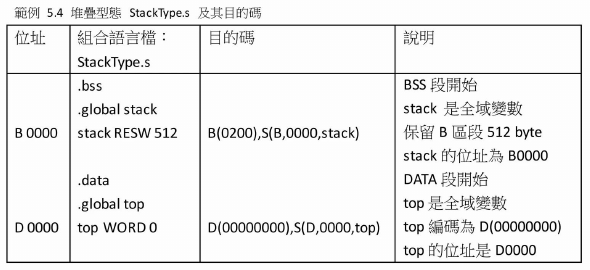 範例 5.4 堆疊型態 StackType.s 及其目的碼
位址 組合語言檔： 目的碼 說明
StackType.s
.bss BSS 段開始
.global stack stack 是全域變數
B 0000 stack RESW 512 B(0200),S(B,0000,stack) 保留 B 區段 512 byte
stack 的位址為 B0000
.data DATA 段開始
.global top top 是全域變數
D 0000 top WORD 0 D(00000000),S(D,0000,top) top 編碼為 D(00000000)
top 的位址是 D0000